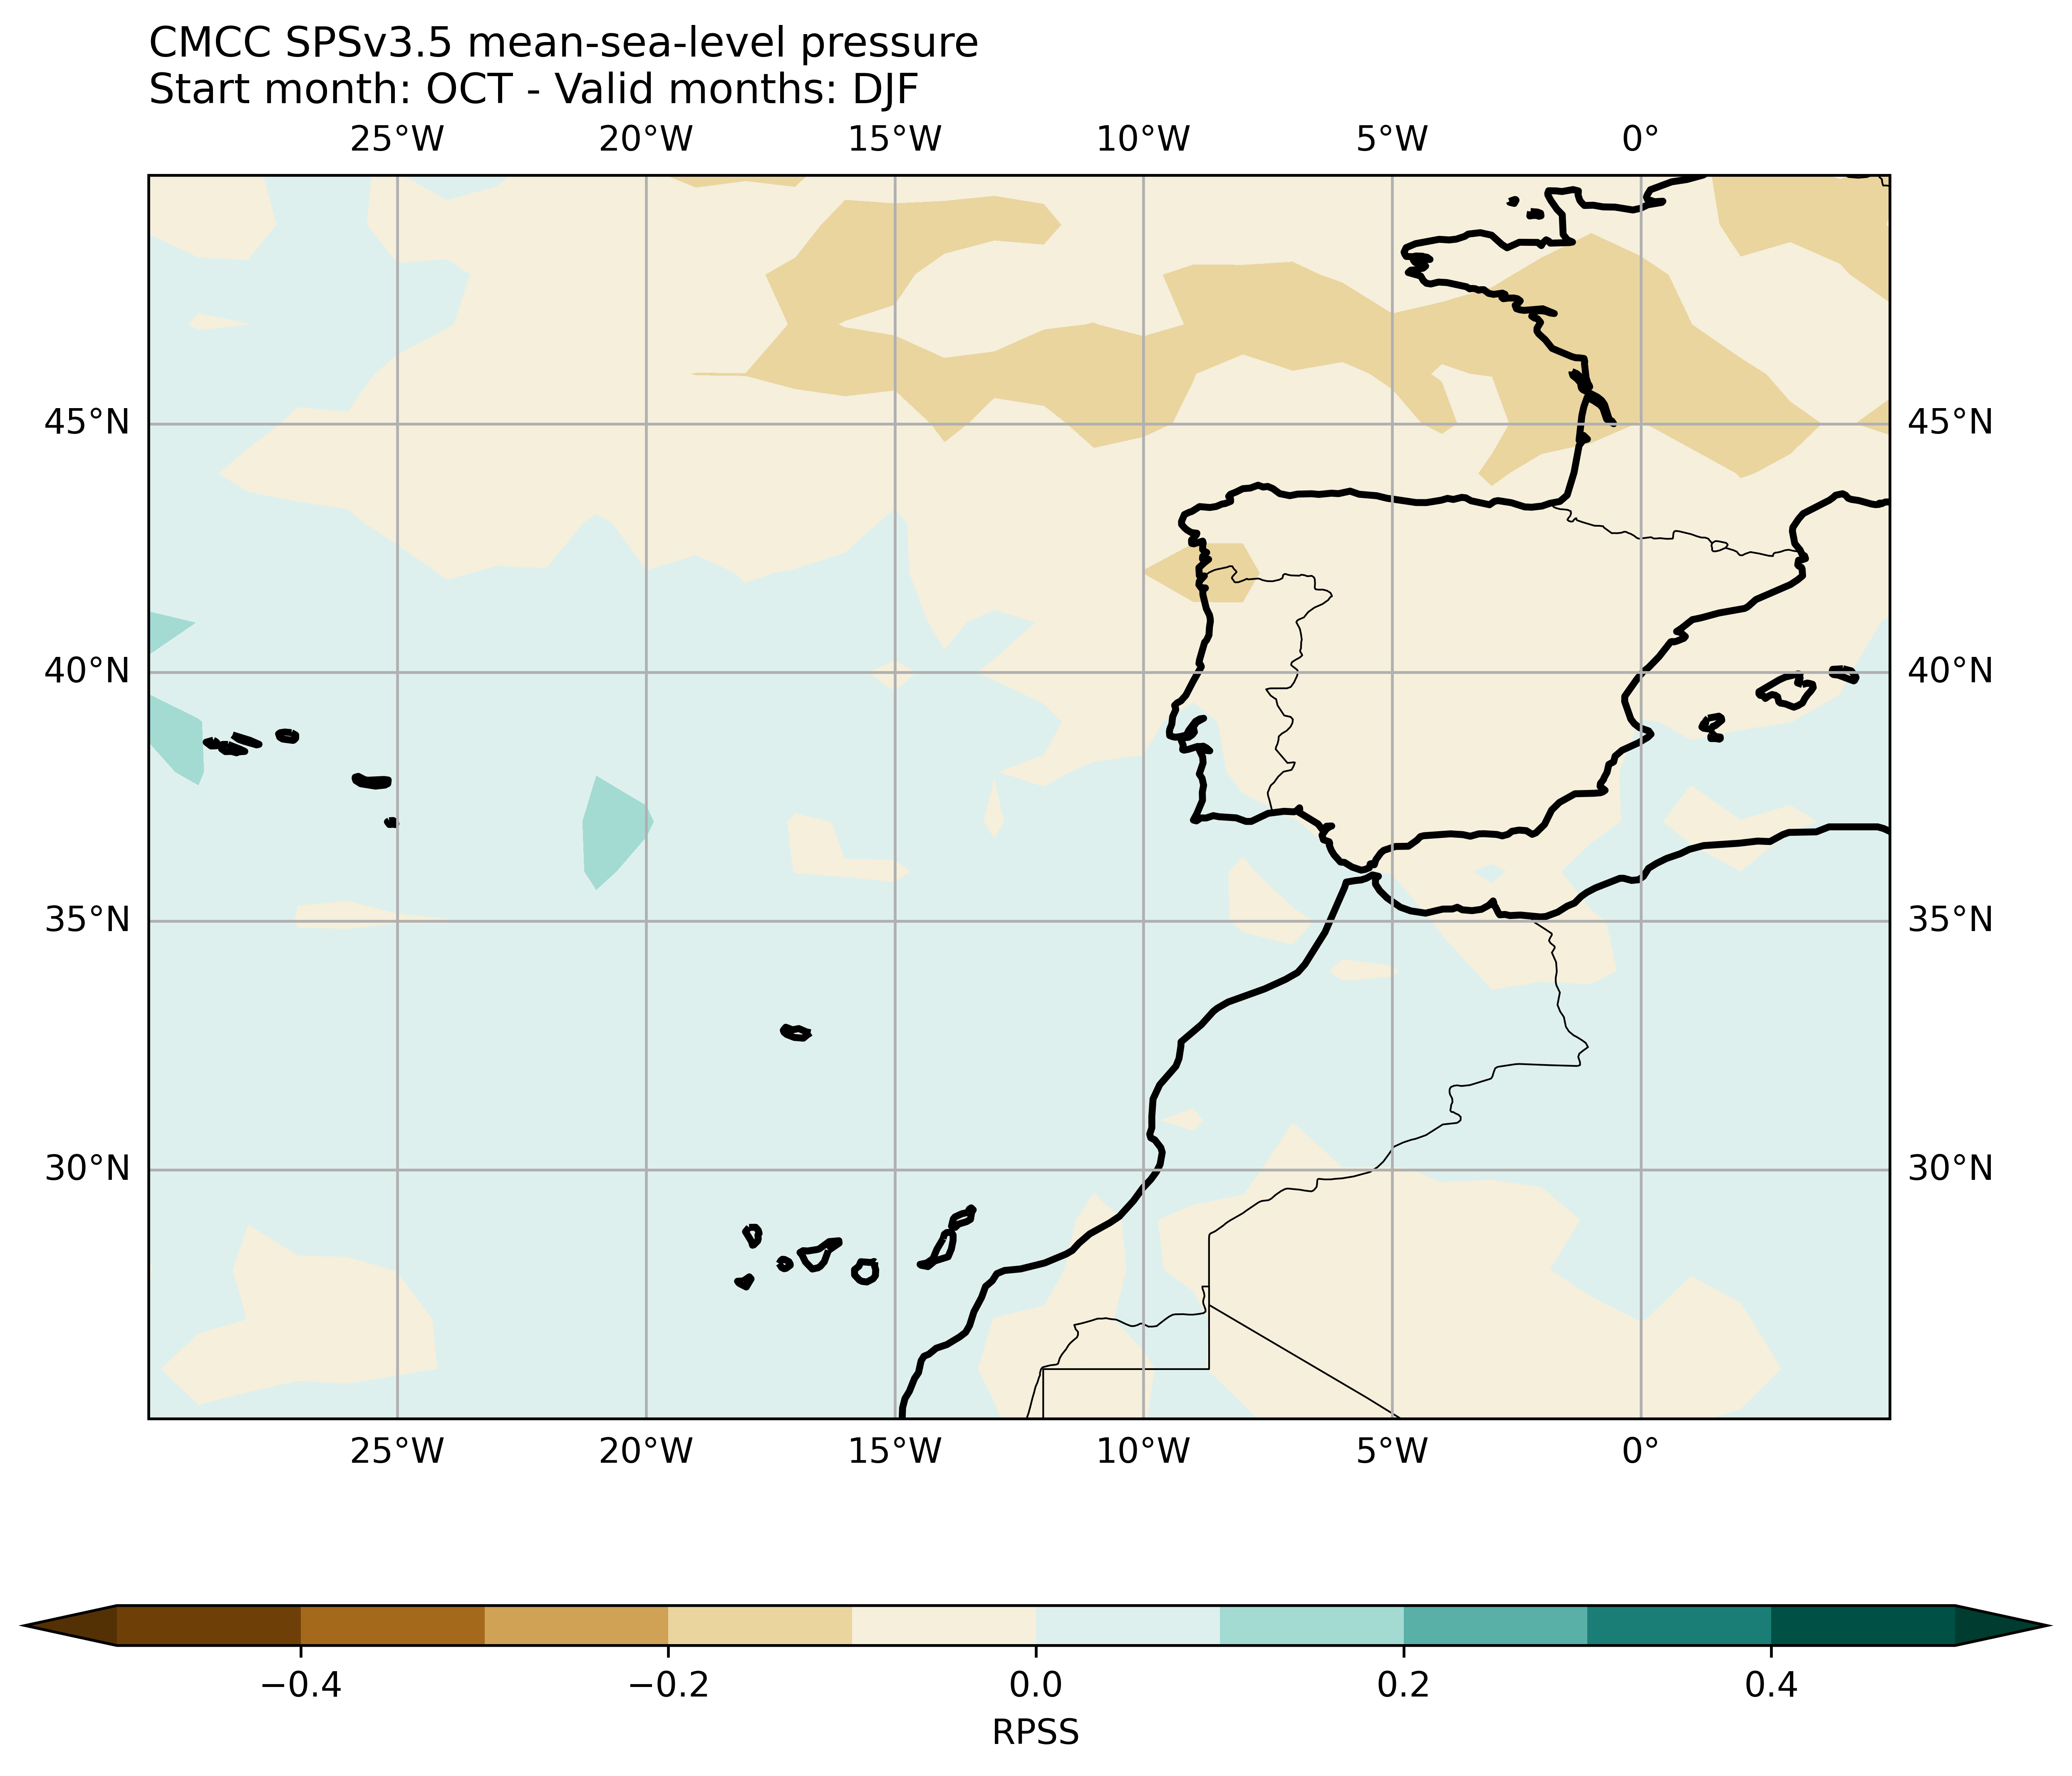 CMCC SPSv3.5 mean-sea-level pressure
Start month: OCT - Valid months: DJF
25°W 20°W 15°W 10°W 5°W 0°
45°N 45°N
40°N 40°N
35°N 35°N
30°N 30°N
25°W 20°W 15°W 10°W 5°W 0°
−0.4 −0.2 0.0 0.2 0.4
RPSS